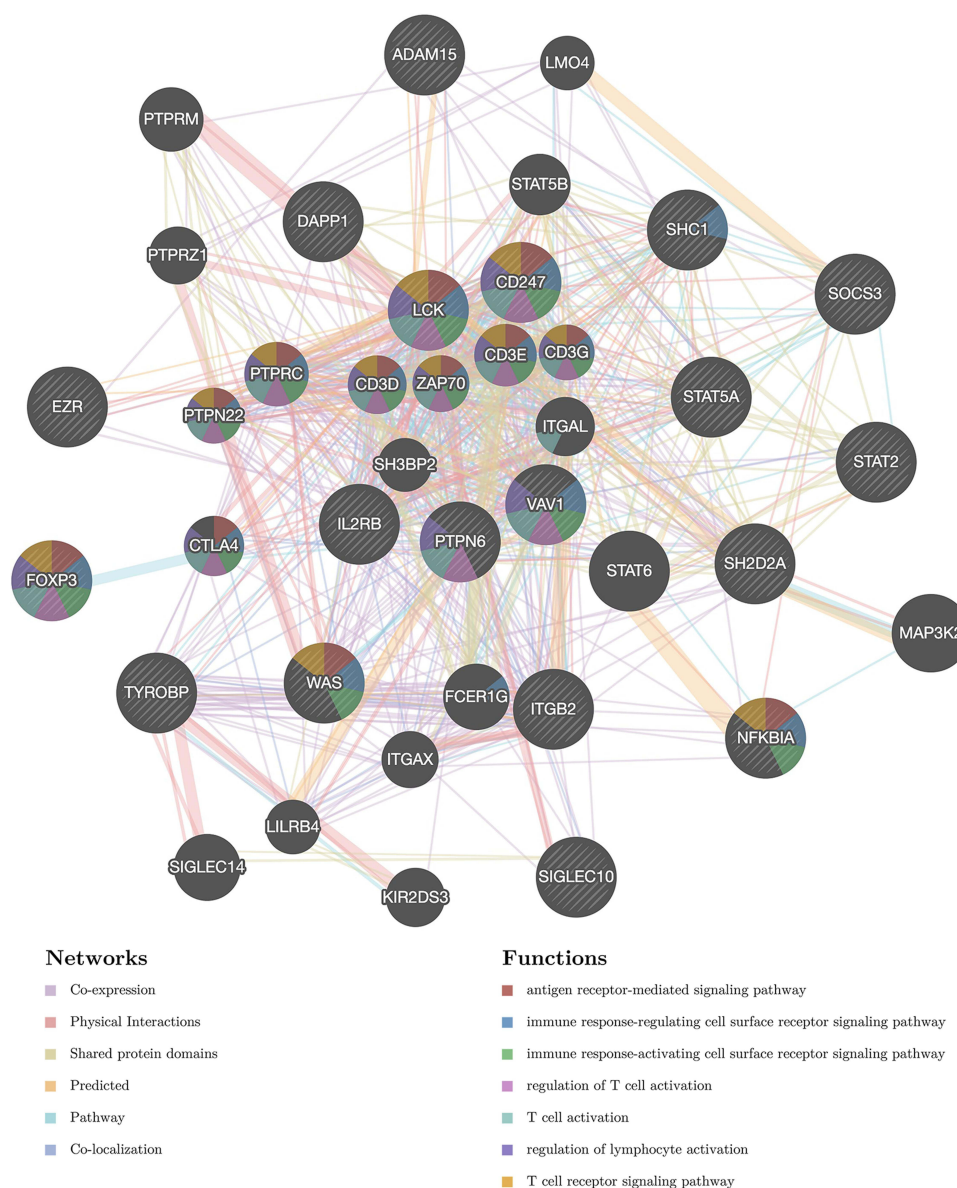 ADAM15
LMO4
PTPRM
STAT5B
DAPP1
SHC1
PTPRZ1
CD247
SOCS3
LCK
CD3E
CD3G
PTPRC
CD3D
ZAP70
STAT5A
EZR
PTPN22
ITGAL
SH3BP2
STAT2
VAV1
IL2RB
PTPN6
CTLA4
SH2D2A
STAT6
FOXP3
MAP3K2
WAS
TYROBP
FCER1G
ITGB2
NFKBIA
ITGAX
LILRB4
SIGLEC14
SIGLEC10
KIR2DS3
Networks
Co-expression
Physical Interactions
Shared protein domains
Predicted
Pathway
Co-localization
Functions
antigen receptor-mediated signaling pathway
immune response-regulating cell surface receptor signaling pathway
immune response-activating cell surface receptor signaling pathway
regulation of T cell activation
T cell activation
regulation of lymphocyte activation
T cell receptor signaling pathway